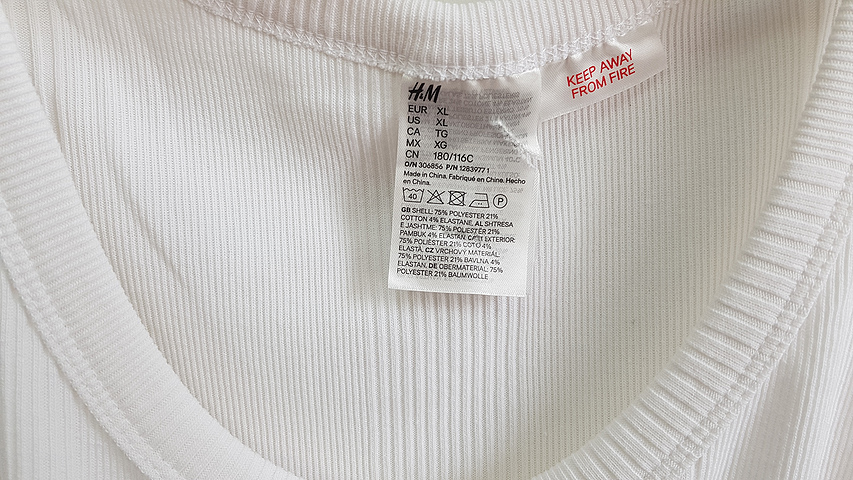 H&M
EUR XL
US XL
CA TG
MX XG
CN 180/116C
O/N 306856 P/N 1283977 1
Made in China. Fabriqué en Chine. Hecho
en China.
40 P
GB SHELL: 75% POLYESTER 21%
COTTON 4% ELASTANE, AL SHTRESA
E JASHTME: 75% POLIESTËR 21%
PAMBUK 4% ELASTAN, CAT EXTERIOR:
75% POLIÈSTER 21% COTÓ 4%
ELASTÀ, CZ VRCHOVÝ MATERIÁL:
75% POLYESTER 21% BAVLNA 4%
ELASTAN, DE OBERMATERIAL: 75%
POLYESTER 21% BAUMWOLLE
KEEP AWAY
FROM FIRE